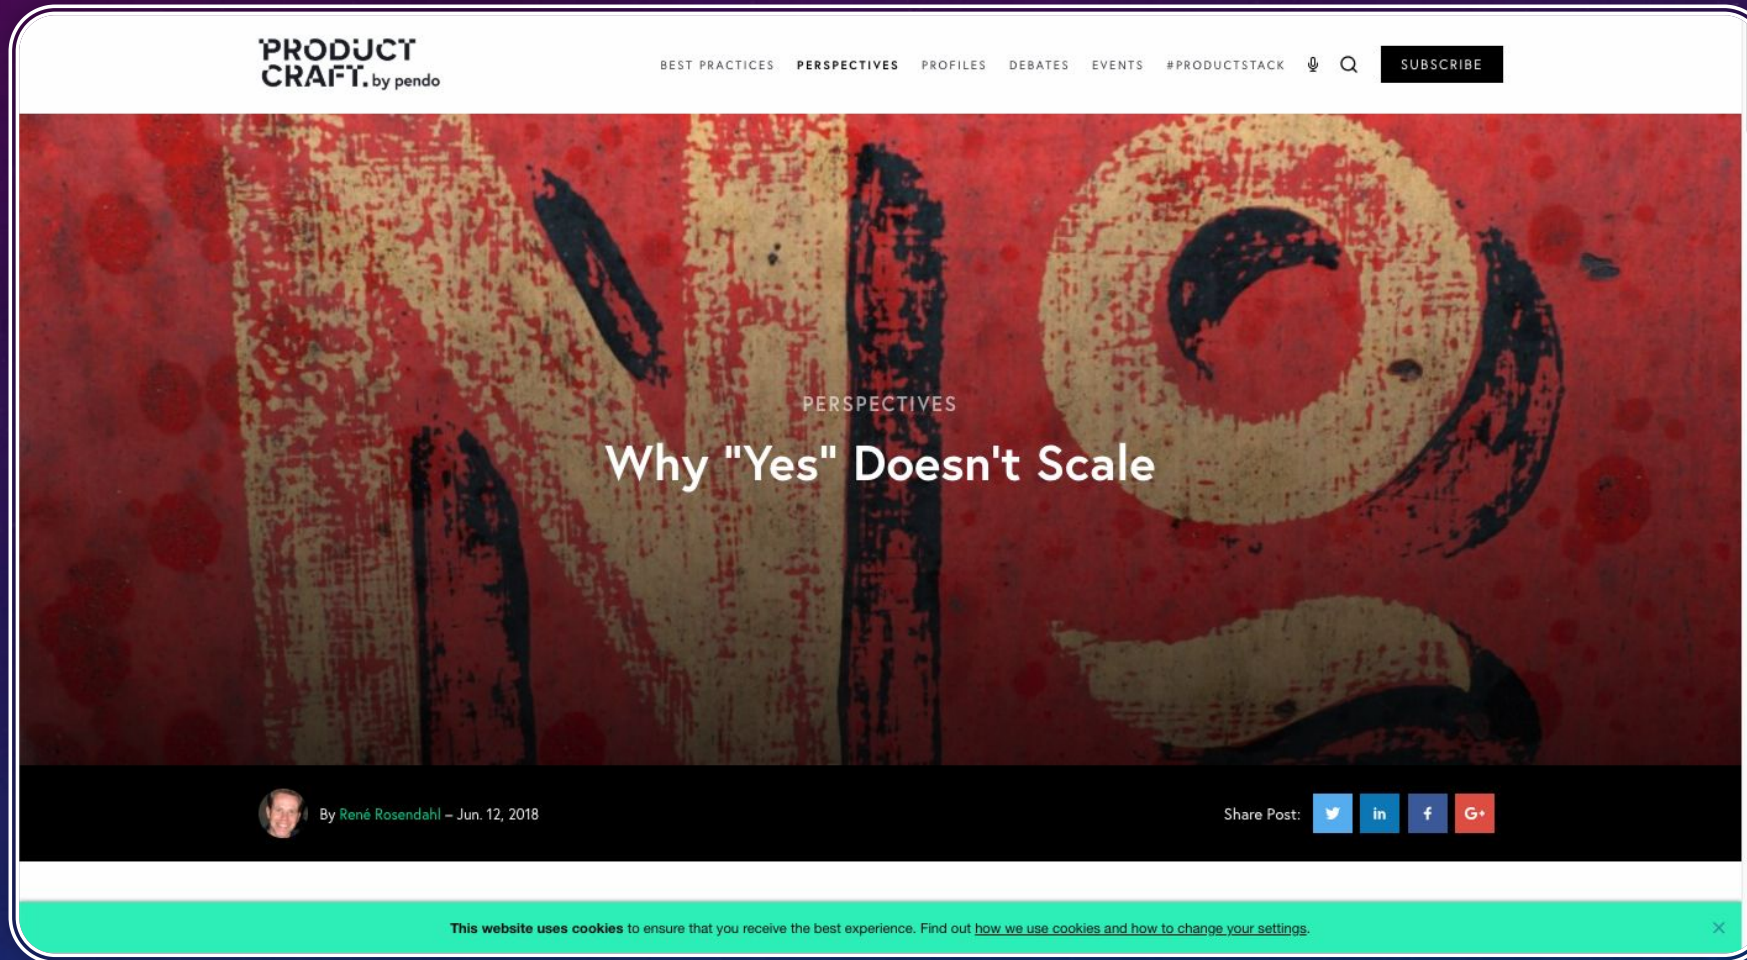 PRODUCT
CRAFT. by pendo
BEST PRACTICES PERSPECTIVES PROFILES DEBATES EVENTS #PRODUCTSTACK SUBSCRIBE
No
PERSPECTIVES
Why "Yes" Doesn't Scale
By René Rosendahl – Jun. 12, 2018
Share Post: in f G+
This website uses cookies to ensure that you receive the best experience. Find out how we use cookies and how to change your settings.